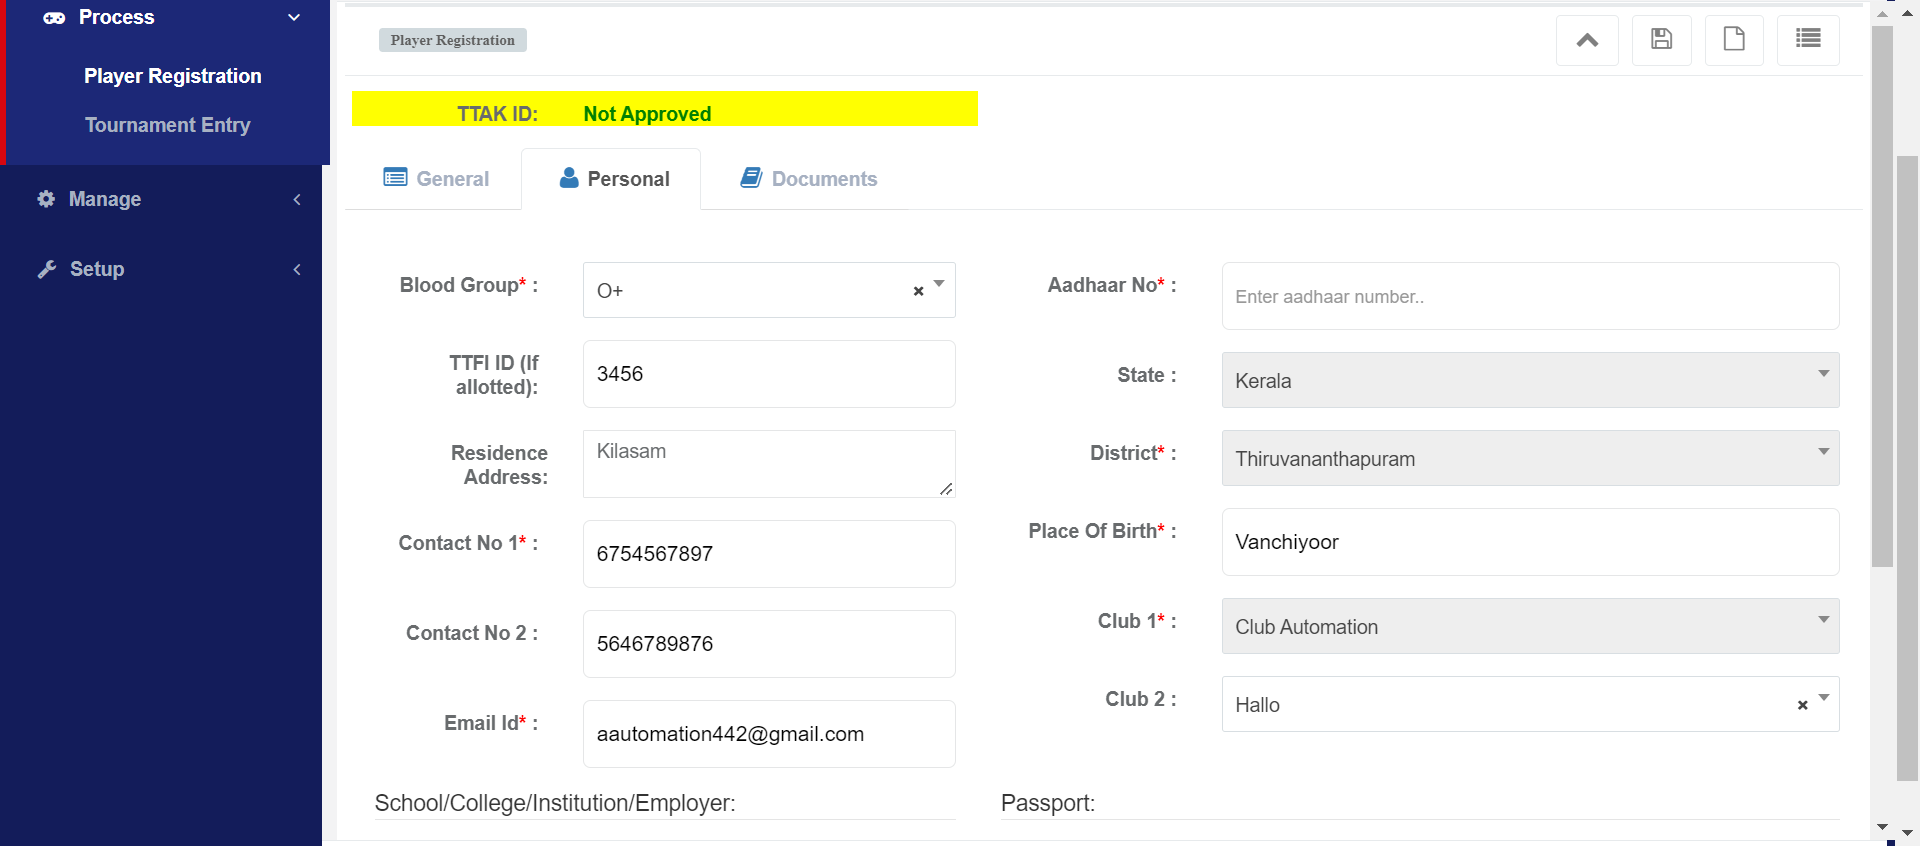 Process
Player Registration
Tournament Entry
Manage
Setup
Player Registration
TTAK ID: Not Approved
General Personal Documents
Blood Group* : O+
TTFI ID (If
allotted): 3456
Residence
Address: Kilasam
Contact No 1* : 6754567897
Contact No 2 : 5646789876
Email Id* : aautomation442@gmail.com
School/College/Institution/Employer:
Aadhaar No* : Enter aadhaar number..
State : Kerala
District* : Thiruvananthapuram
Place Of Birth* : Vanchiyoor
Club 1* : Club Automation
Club 2 : Hallo
Passport: